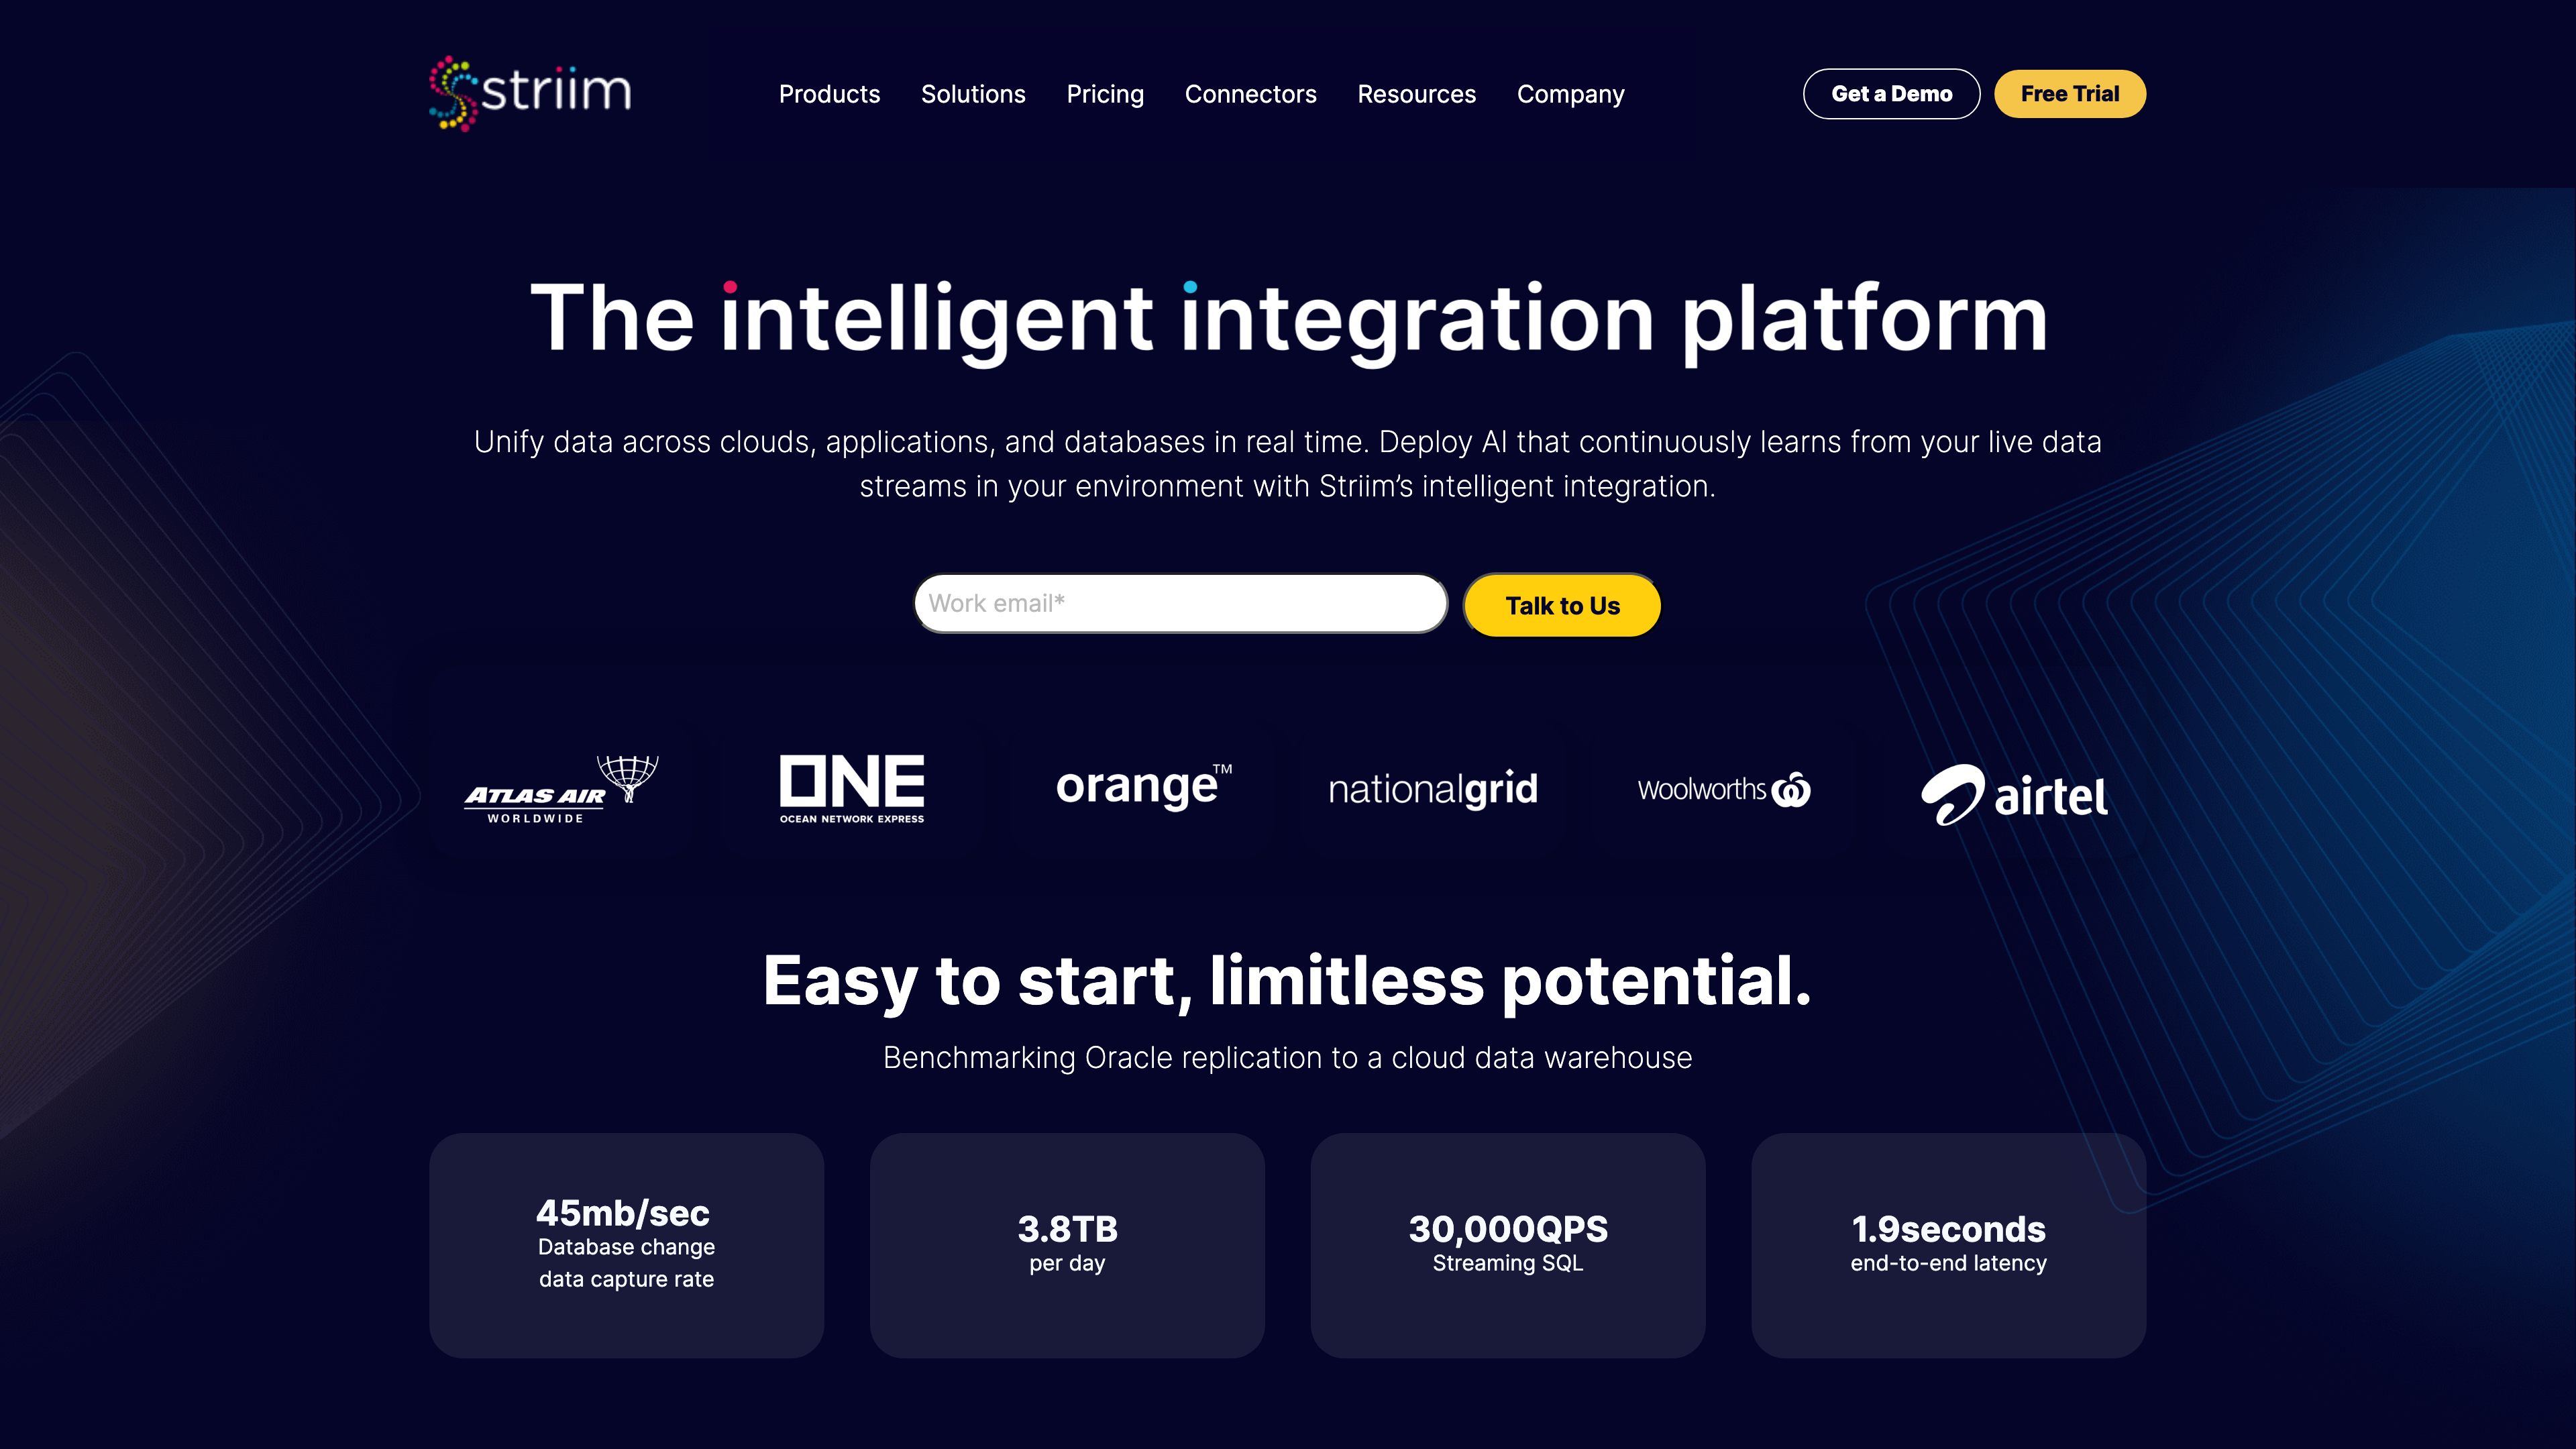 striim
Products
Solutions
Pricing
Connectors
Resources
Company
Get a Demo
Free Trial
The intelligent integration platform
Unify data across clouds, applications, and databases in real time. Deploy AI that continuously learns from your live data
streams in your environment with Striim’s intelligent integration.
Work email*
Talk to Us
ATLAS AIR
WORLDWIDE
ONE
OCEAN NETWORK EXPRESS
orange™
nationalgrid
woolworths
airtel
Easy to start, limitless potential.
Benchmarking Oracle replication to a cloud data warehouse
45mb/sec
Database change
data capture rate
3.8TB
per day
30,000QPS
Streaming SQL
1.9seconds
end-to-end latency